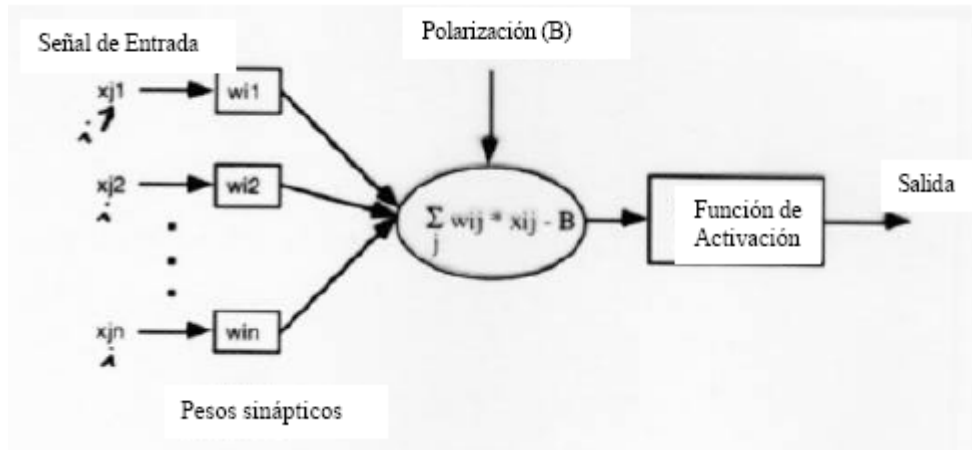 Señal de Entrada
Polarización (B)
xj1
wi1
i
xj2
wi2
i
Σ wij * xij - B
j
Función de
Activación
Salida
xjn
win
i
Pesos sinápticos